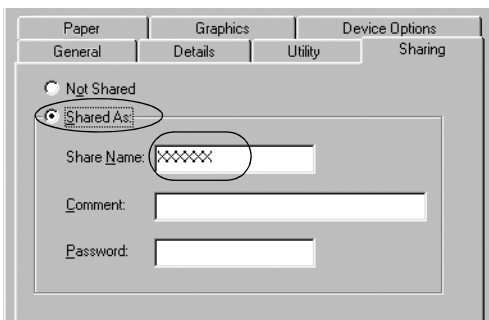 Paper Graphics Device Options
General Details Utility Sharing
Not Shared
Shared As:
Share Name: XXXXXX
Comment:
Password: